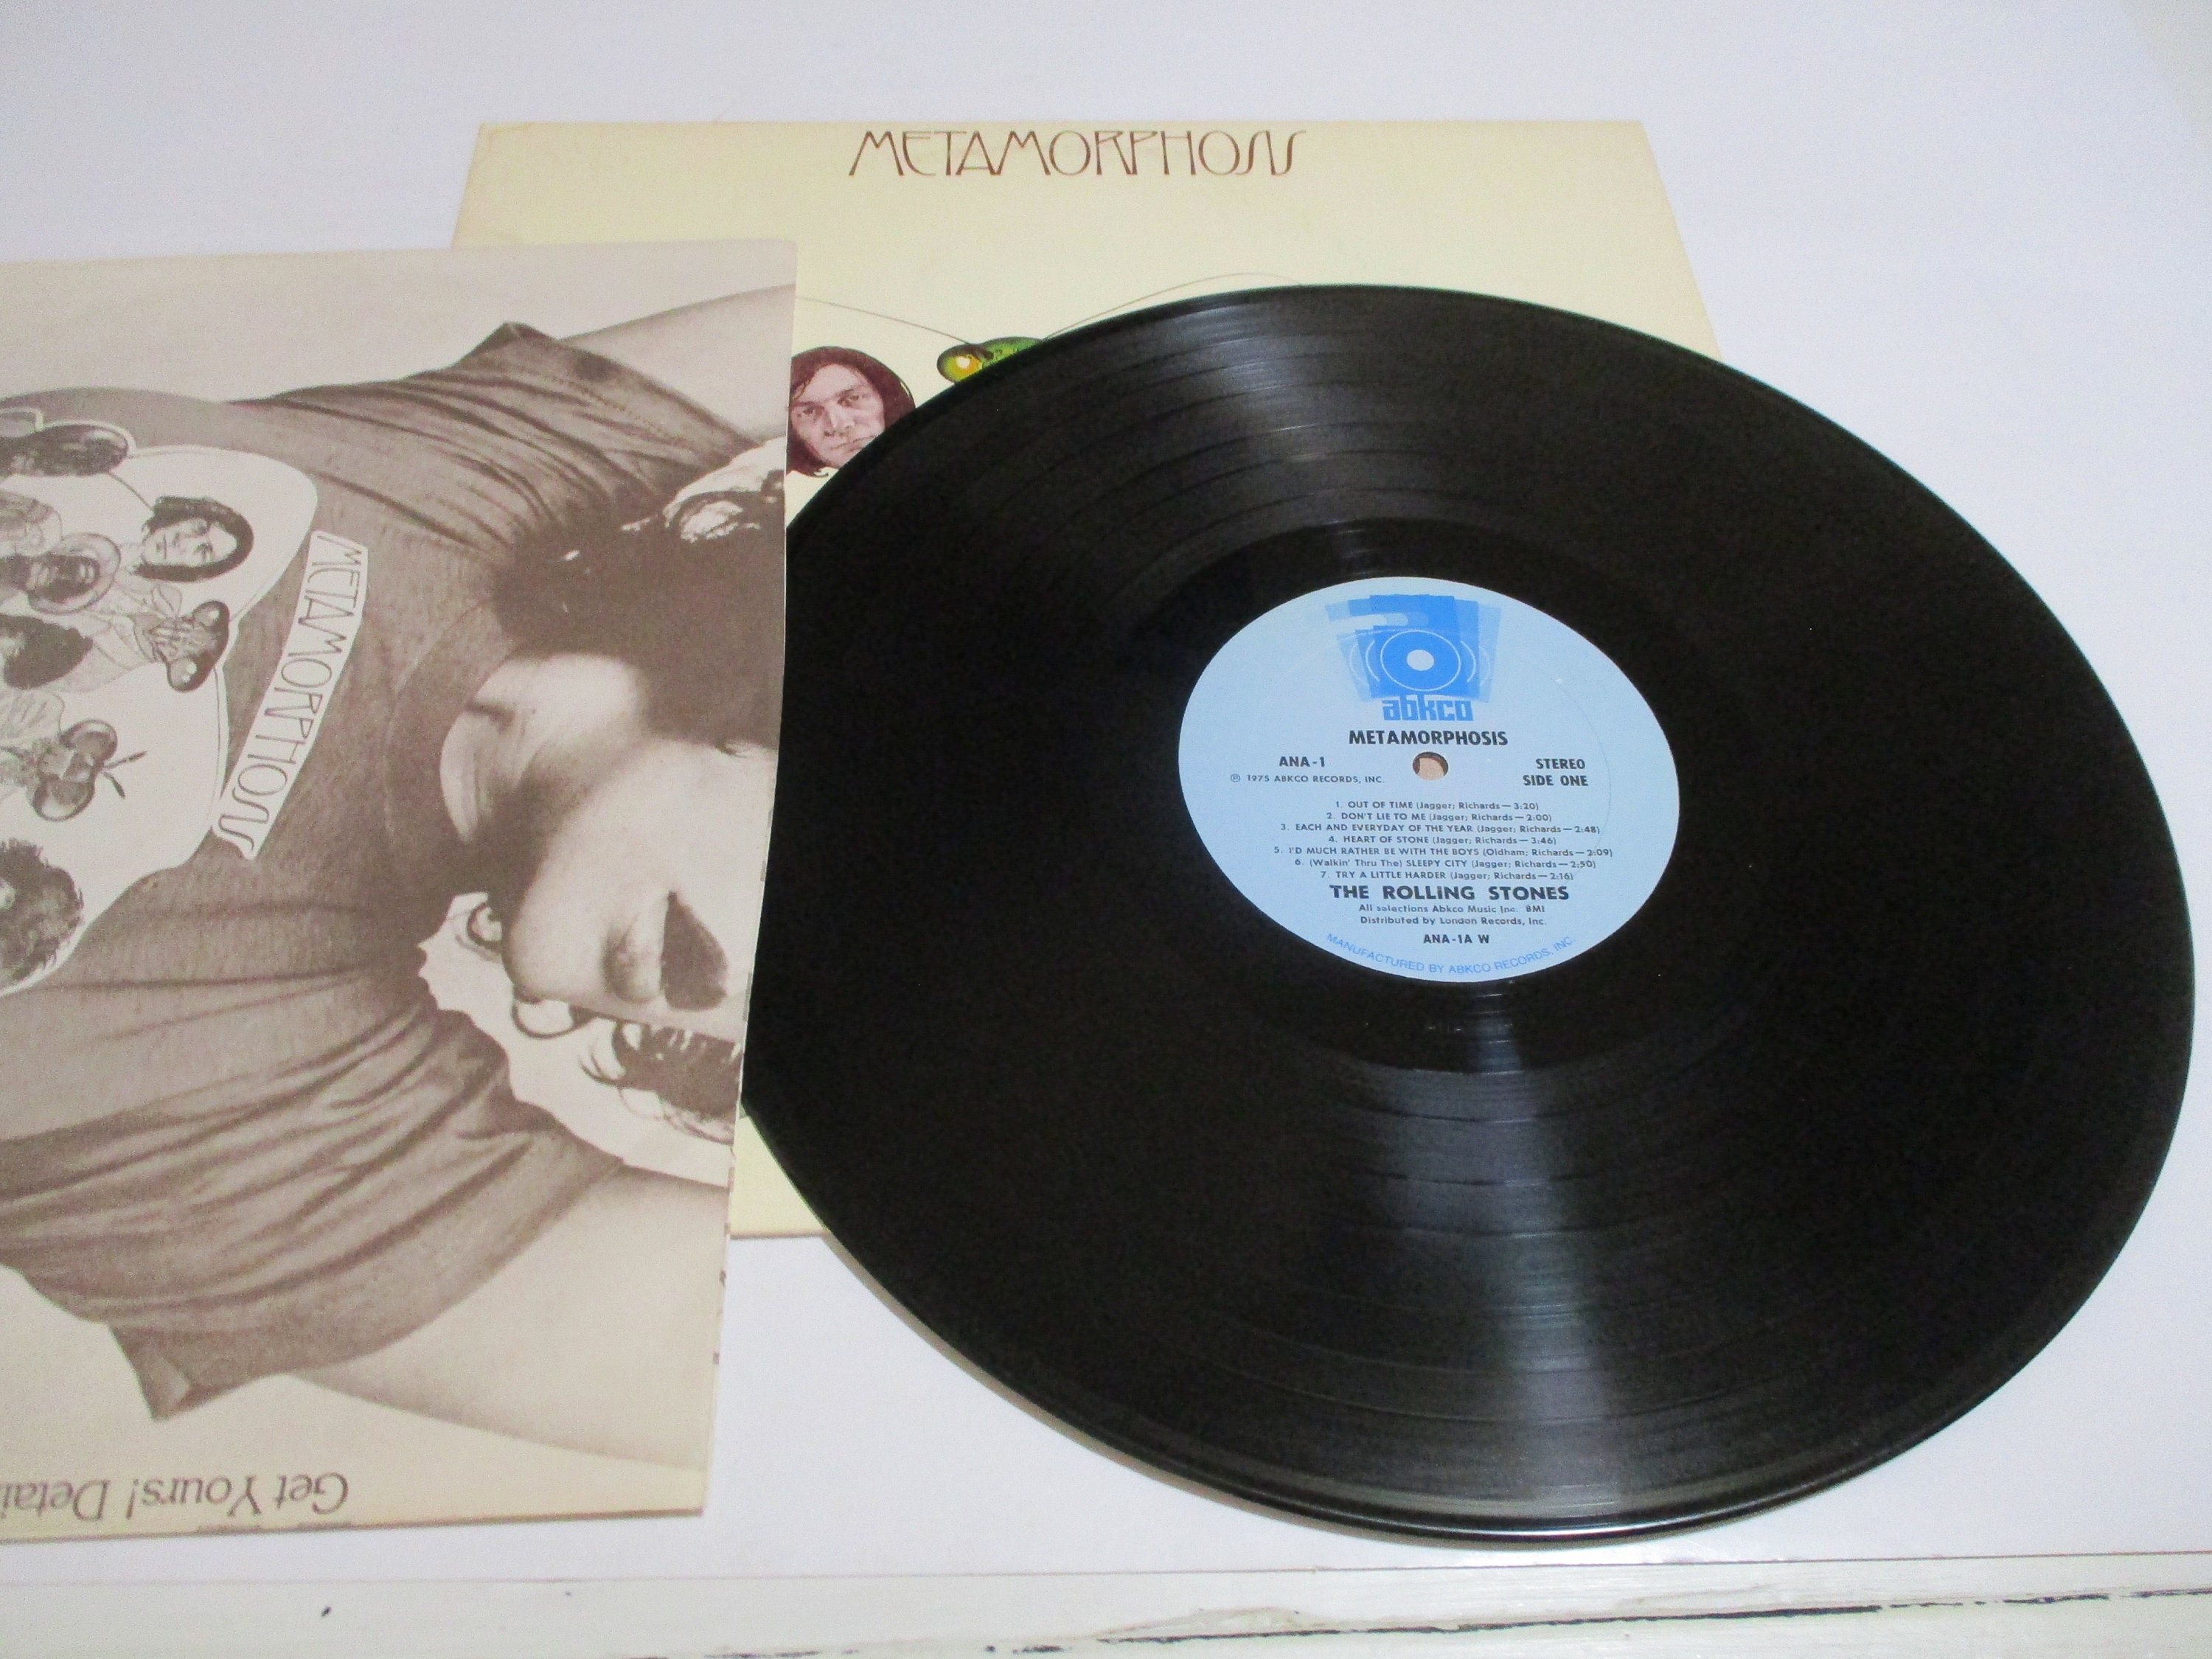 METAMORPHOSIS
METAMORPHOSIS
Get Yours! Detai
abkco
METAMORPHOSIS
ANA-1
℗ 1975 ABKCO RECORDS, INC.
STEREO
SIDE ONE
1. OUT OF TIME (Jagger; Richards—3:20)
2. DON'T LIE TO ME (Jagger; Richards—2:00)
3. EACH AND EVERYDAY OF THE YEAR (Jagger; Richards—2:48)
4. HEART OF STONE (Jagger; Richards—3:46)
5. I'D MUCH RATHER BE WITH THE BOYS (Oldham; Richards—2:09)
6. (Walkin' Thru The) SLEEPY CITY (Jagger; Richards—2:50)
7. TRY A LITTLE HARDER (Jagger; Richards—2:16)
THE ROLLING STONES
All selections Abkco Music Inc. BMI
Distributed by London Records, Inc.
ANA-1A W
MANUFACTURED BY ABKCO RECORDS, INC.